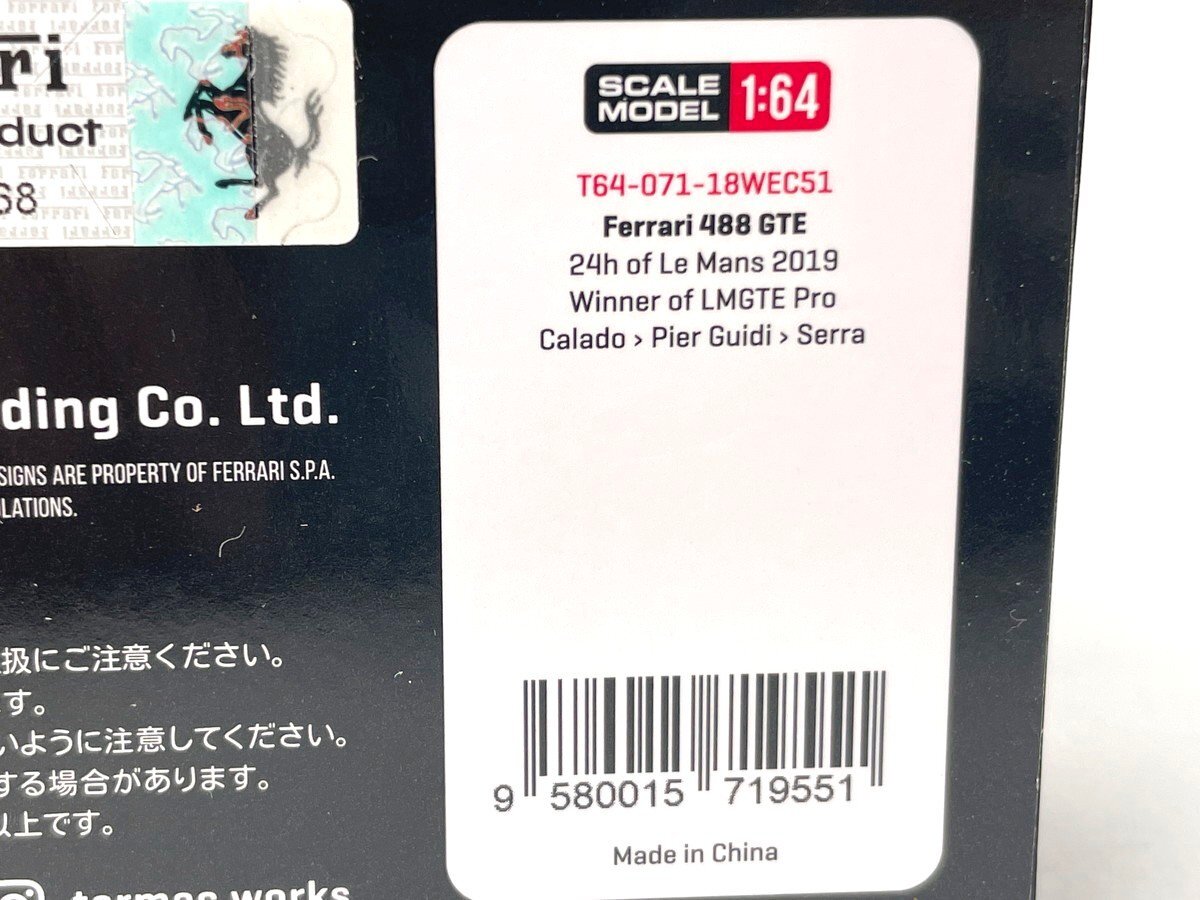 ri
duct
68
SCALE MODEL 1:64
T64-071-18WEC51
Ferrari 488 GTE
24h of Le Mans 2019
Winner of LMGTE Pro
Calado › Pier Guidi › Serra
ding Co. Ltd.
SIGNS ARE PROPERTY OF FERRARI S.P.A.
LATIONS.
扱にご注意ください。
す。
いように注意してください。
する場合があります。
以上です。
9 580015 719551
Made in China
works